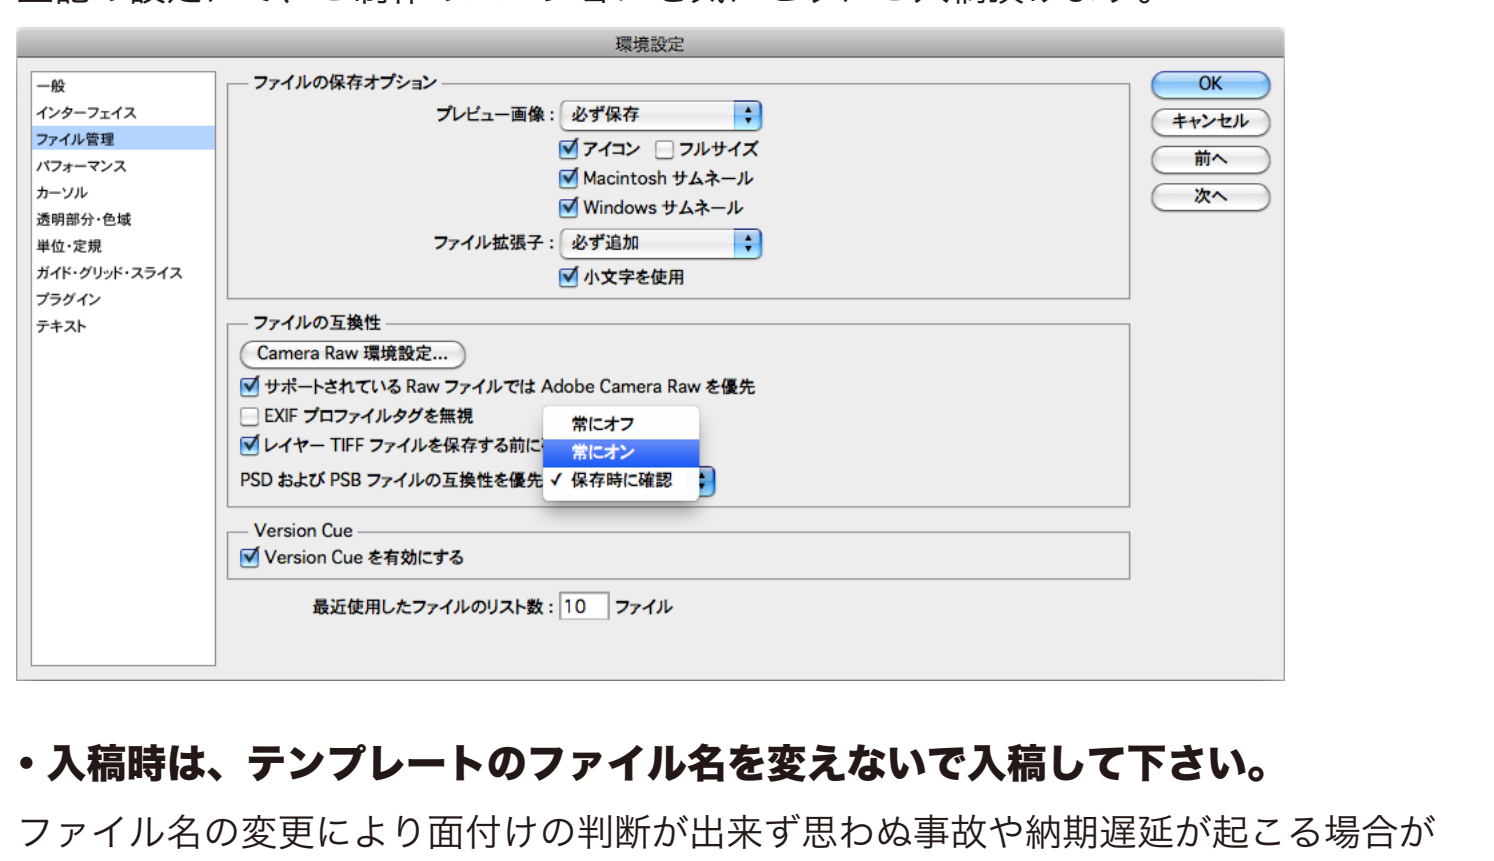 環境設定
一般
インターフェイス
ファイル管理
パフォーマンス
カーソル
透明部分・色域
単位・定規
ガイド・グリッド・スライス
プラグイン
テキスト
ファイルの保存オプション
プレビュー画像： 必ず保存
アイコン フルサイズ
Macintosh サムネール
Windows サムネール
ファイル拡張子： 必ず追加
小文字を使用
ファイルの互換性
Camera Raw 環境設定...
サポートされている Raw ファイルでは Adobe Camera Raw を優先
EXIF プロファイルタグを無視
レイヤー TIFF ファイルを保存する前に
PSD および PSB ファイルの互換性を優先
常にオフ
常にオン
✓ 保存時に確認
Version Cue
Version Cue を有効にする
最近使用したファイルのリスト数： 10 ファイル
OK
キャンセル
前へ
次へ
・入稿時は、テンプレートのファイル名を変えないで入稿して下さい。
ファイル名の変更により面付けの判断が出来ず思わぬ事故や納期遅延が起こる場合が